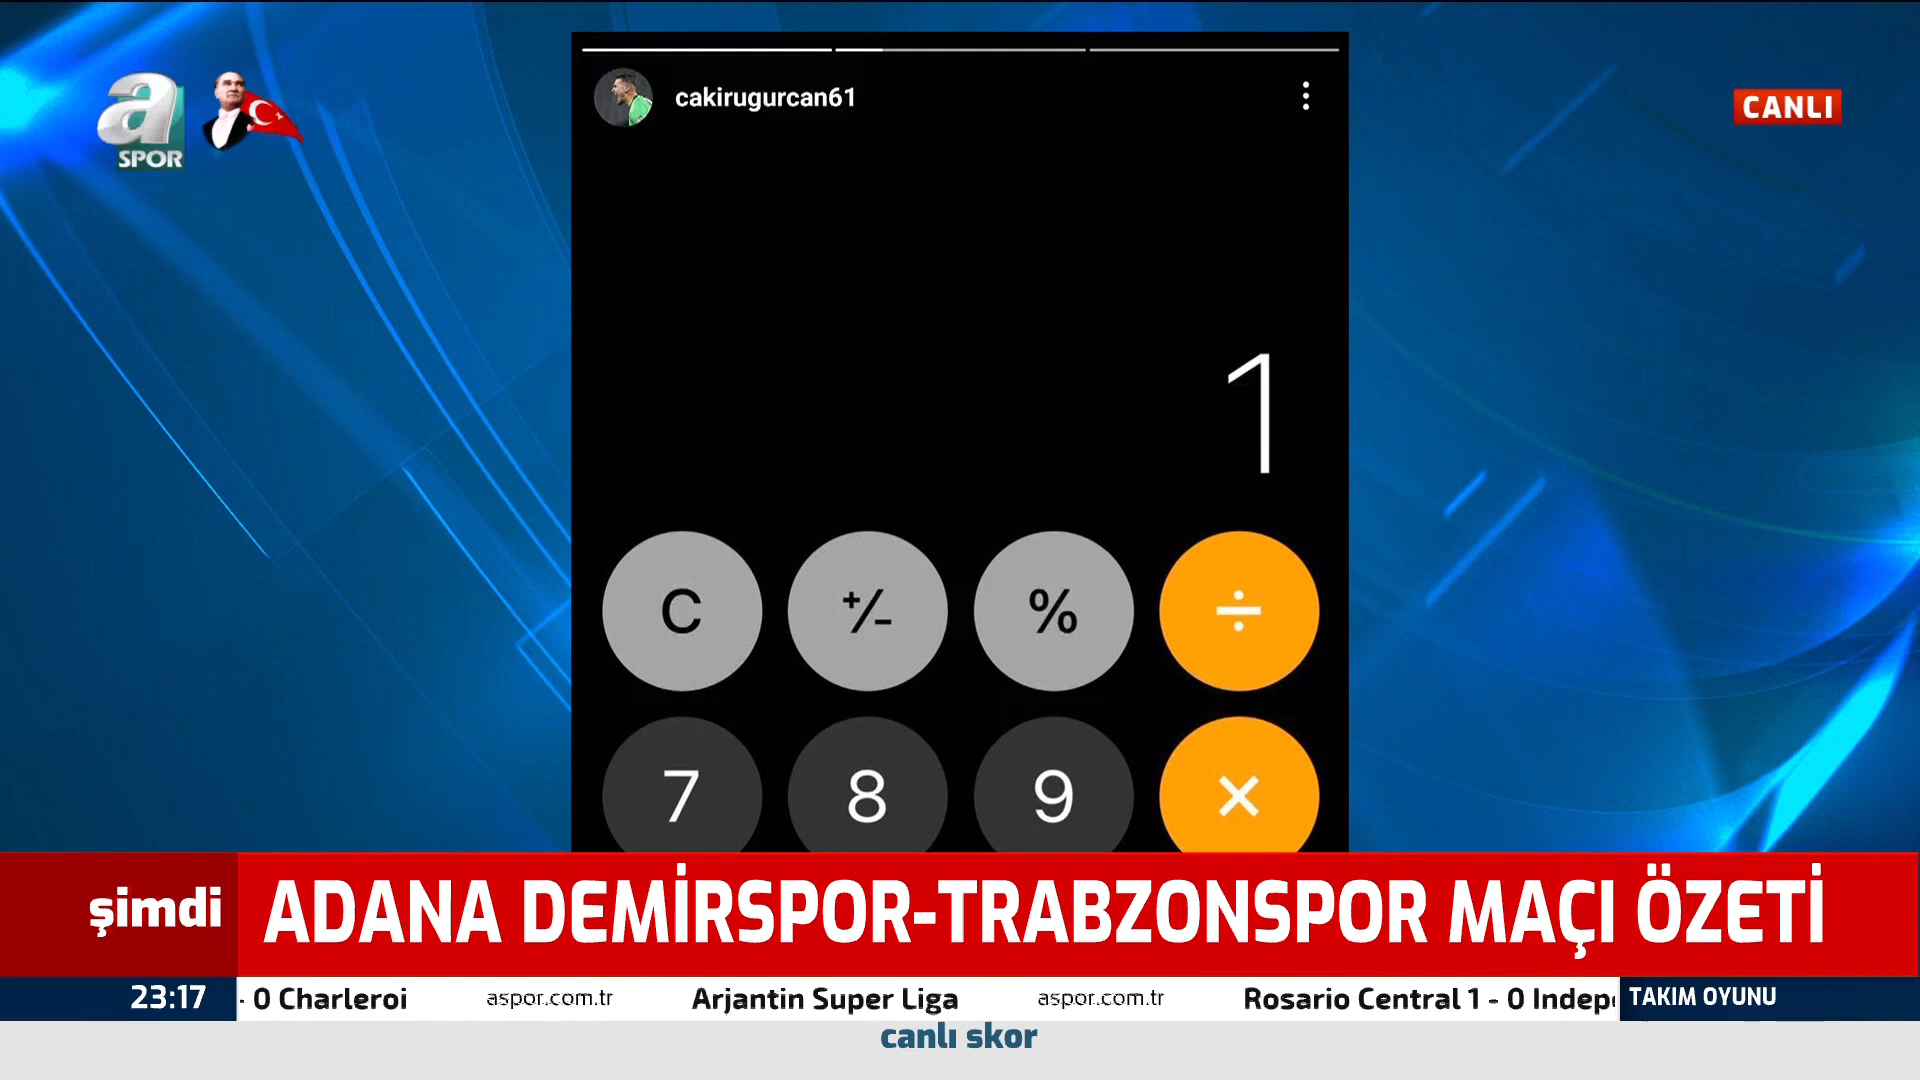 a
SPOR
cakirugurcan61
CANLI
1
C +/- % ÷
7 8 9 ×
şimdi
ADANA DEMİRSPOR-TRABZONSPOR MAÇI ÖZETİ
23:17
- 0 Charleroi aspor.com.tr Arjantin Super Liga aspor.com.tr Rosario Central 1 - 0
TAKIM OYUNU
canlı skor